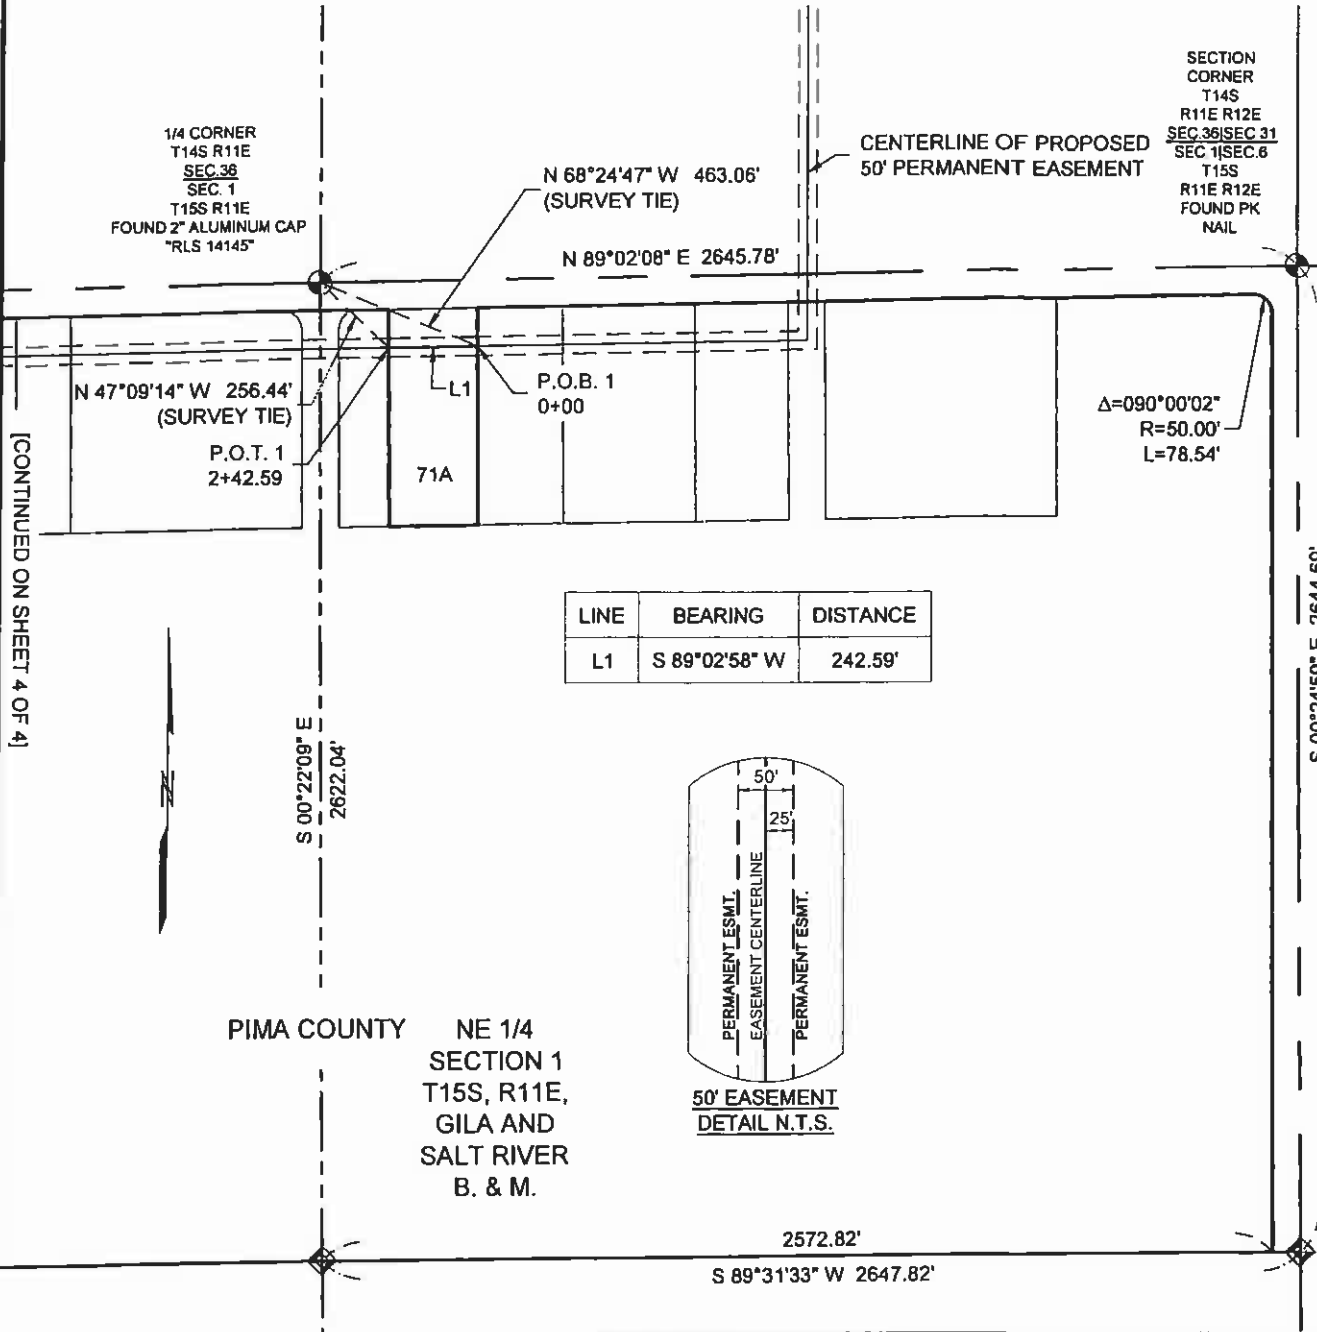 1/4 CORNER
T14S R11E
SEC.36
SEC. 1
T15S R11E
FOUND 2" ALUMINUM CAP
"RLS 14145"
N 68°24'47" W 463.06'
(SURVEY TIE)
CENTERLINE OF PROPOSED
50' PERMANENT EASEMENT
SECTION
CORNER
T14S
R11E R12E
SEC.36|SEC 31
SEC 1|SEC.6
T15S
R11E R12E
FOUND PK
NAIL
N 89°02'08" E 2645.78'
N 47°09'14" W 256.44'
(SURVEY TIE)
L1
P.O.B. 1
0+00
P.O.T. 1
2+42.59
71A
Δ=090°00'02"
R=50.00'
L=78.54'
[CONTINUED ON SHEET 4 OF 4]
LINE BEARING DISTANCE
L1 S 89°02'58" W 242.59'
N
S 00°22'09" E
2622.04'
50'
25'
PERMANENT ESMT.
EASEMENT CENTERLINE
PERMANENT ESMT.
50' EASEMENT
DETAIL N.T.S.
PIMA COUNTY
NE 1/4
SECTION 1
T15S, R11E,
GILA AND
SALT RIVER
B. & M.
2572.82'
S 89°31'33" W 2647.82'